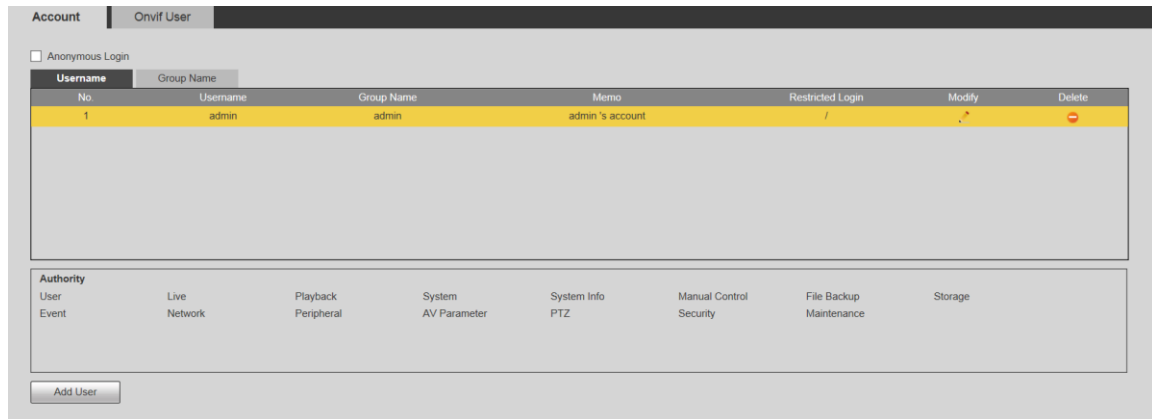 Account Onvif User
Anonymous Login
Username Group Name
No. Username Group Name Memo Restricted Login Modify Delete
1 admin admin admin 's account /
Authority
User Live Playback System System Info Manual Control File Backup Storage
Event Network Peripheral AV Parameter PTZ Security Maintenance
Add User